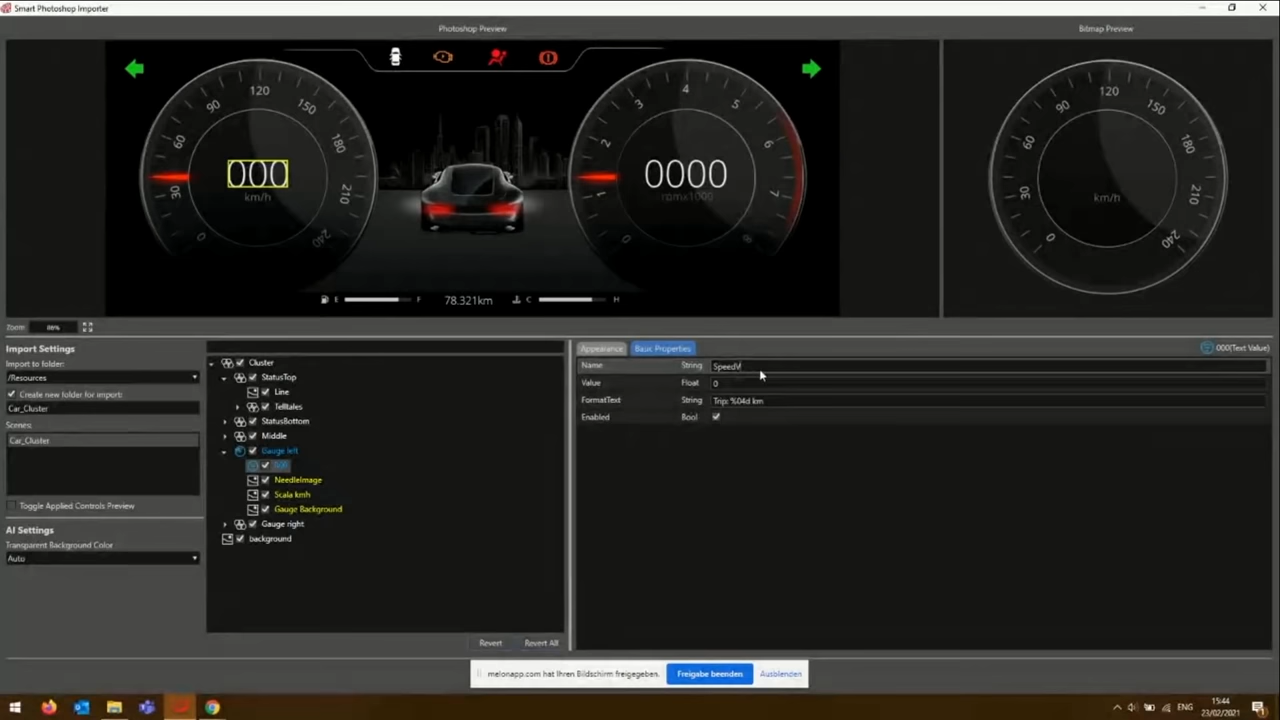 Smart Photoshop Importer
Photoshop Preview
Bitmap Preview
0 30 60 90 120 150 180 210 240
000
km/h
0 1 2 3 4 5 6 7 8
0000
rpmx1000
E F 78.321km C H
0 30 60 90 120 150 180 210 240
km/h
Zoom: 86%
Import Settings
Import to folder:
/Resources
Create new folder for import:
Car_Cluster
Scenes:
Car_Cluster
Toggle Applied Controls Preview
AI Settings
Transparent Background Color:
Auto
Cluster
StatusTop
Line
Telltales
StatusBottom
Middle
Gauge left
NeedleImage
Scala kmh
Gauge Background
Gauge right
background
Revert Revert All
Appearance Basic Properties 000(Text Value)
Name String SpeedV
Value Float 0
FormatText String Trip: %04d km
Enabled Bool
melonapp.com hat Ihren Bildschirm freigegeben. Freigabe beenden Ausblenden
ENG
15:44
23/02/2021